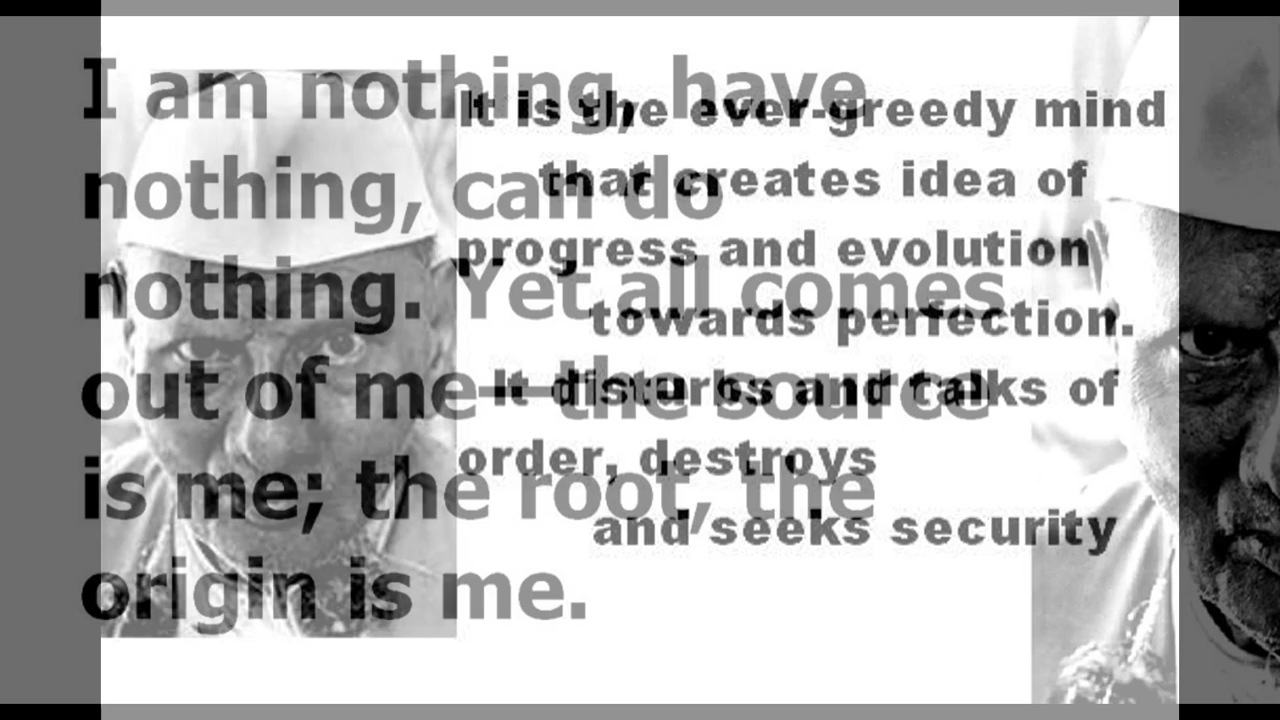 I am nothing, have
nothing, can do
nothing. Yet all comes
out of me—the source
is me; the root, the
origin is me.
It is the ever-greedy mind
that creates idea of
progress and evolution
towards perfection.
It disturbs and talks of
order, destroys
and seeks security